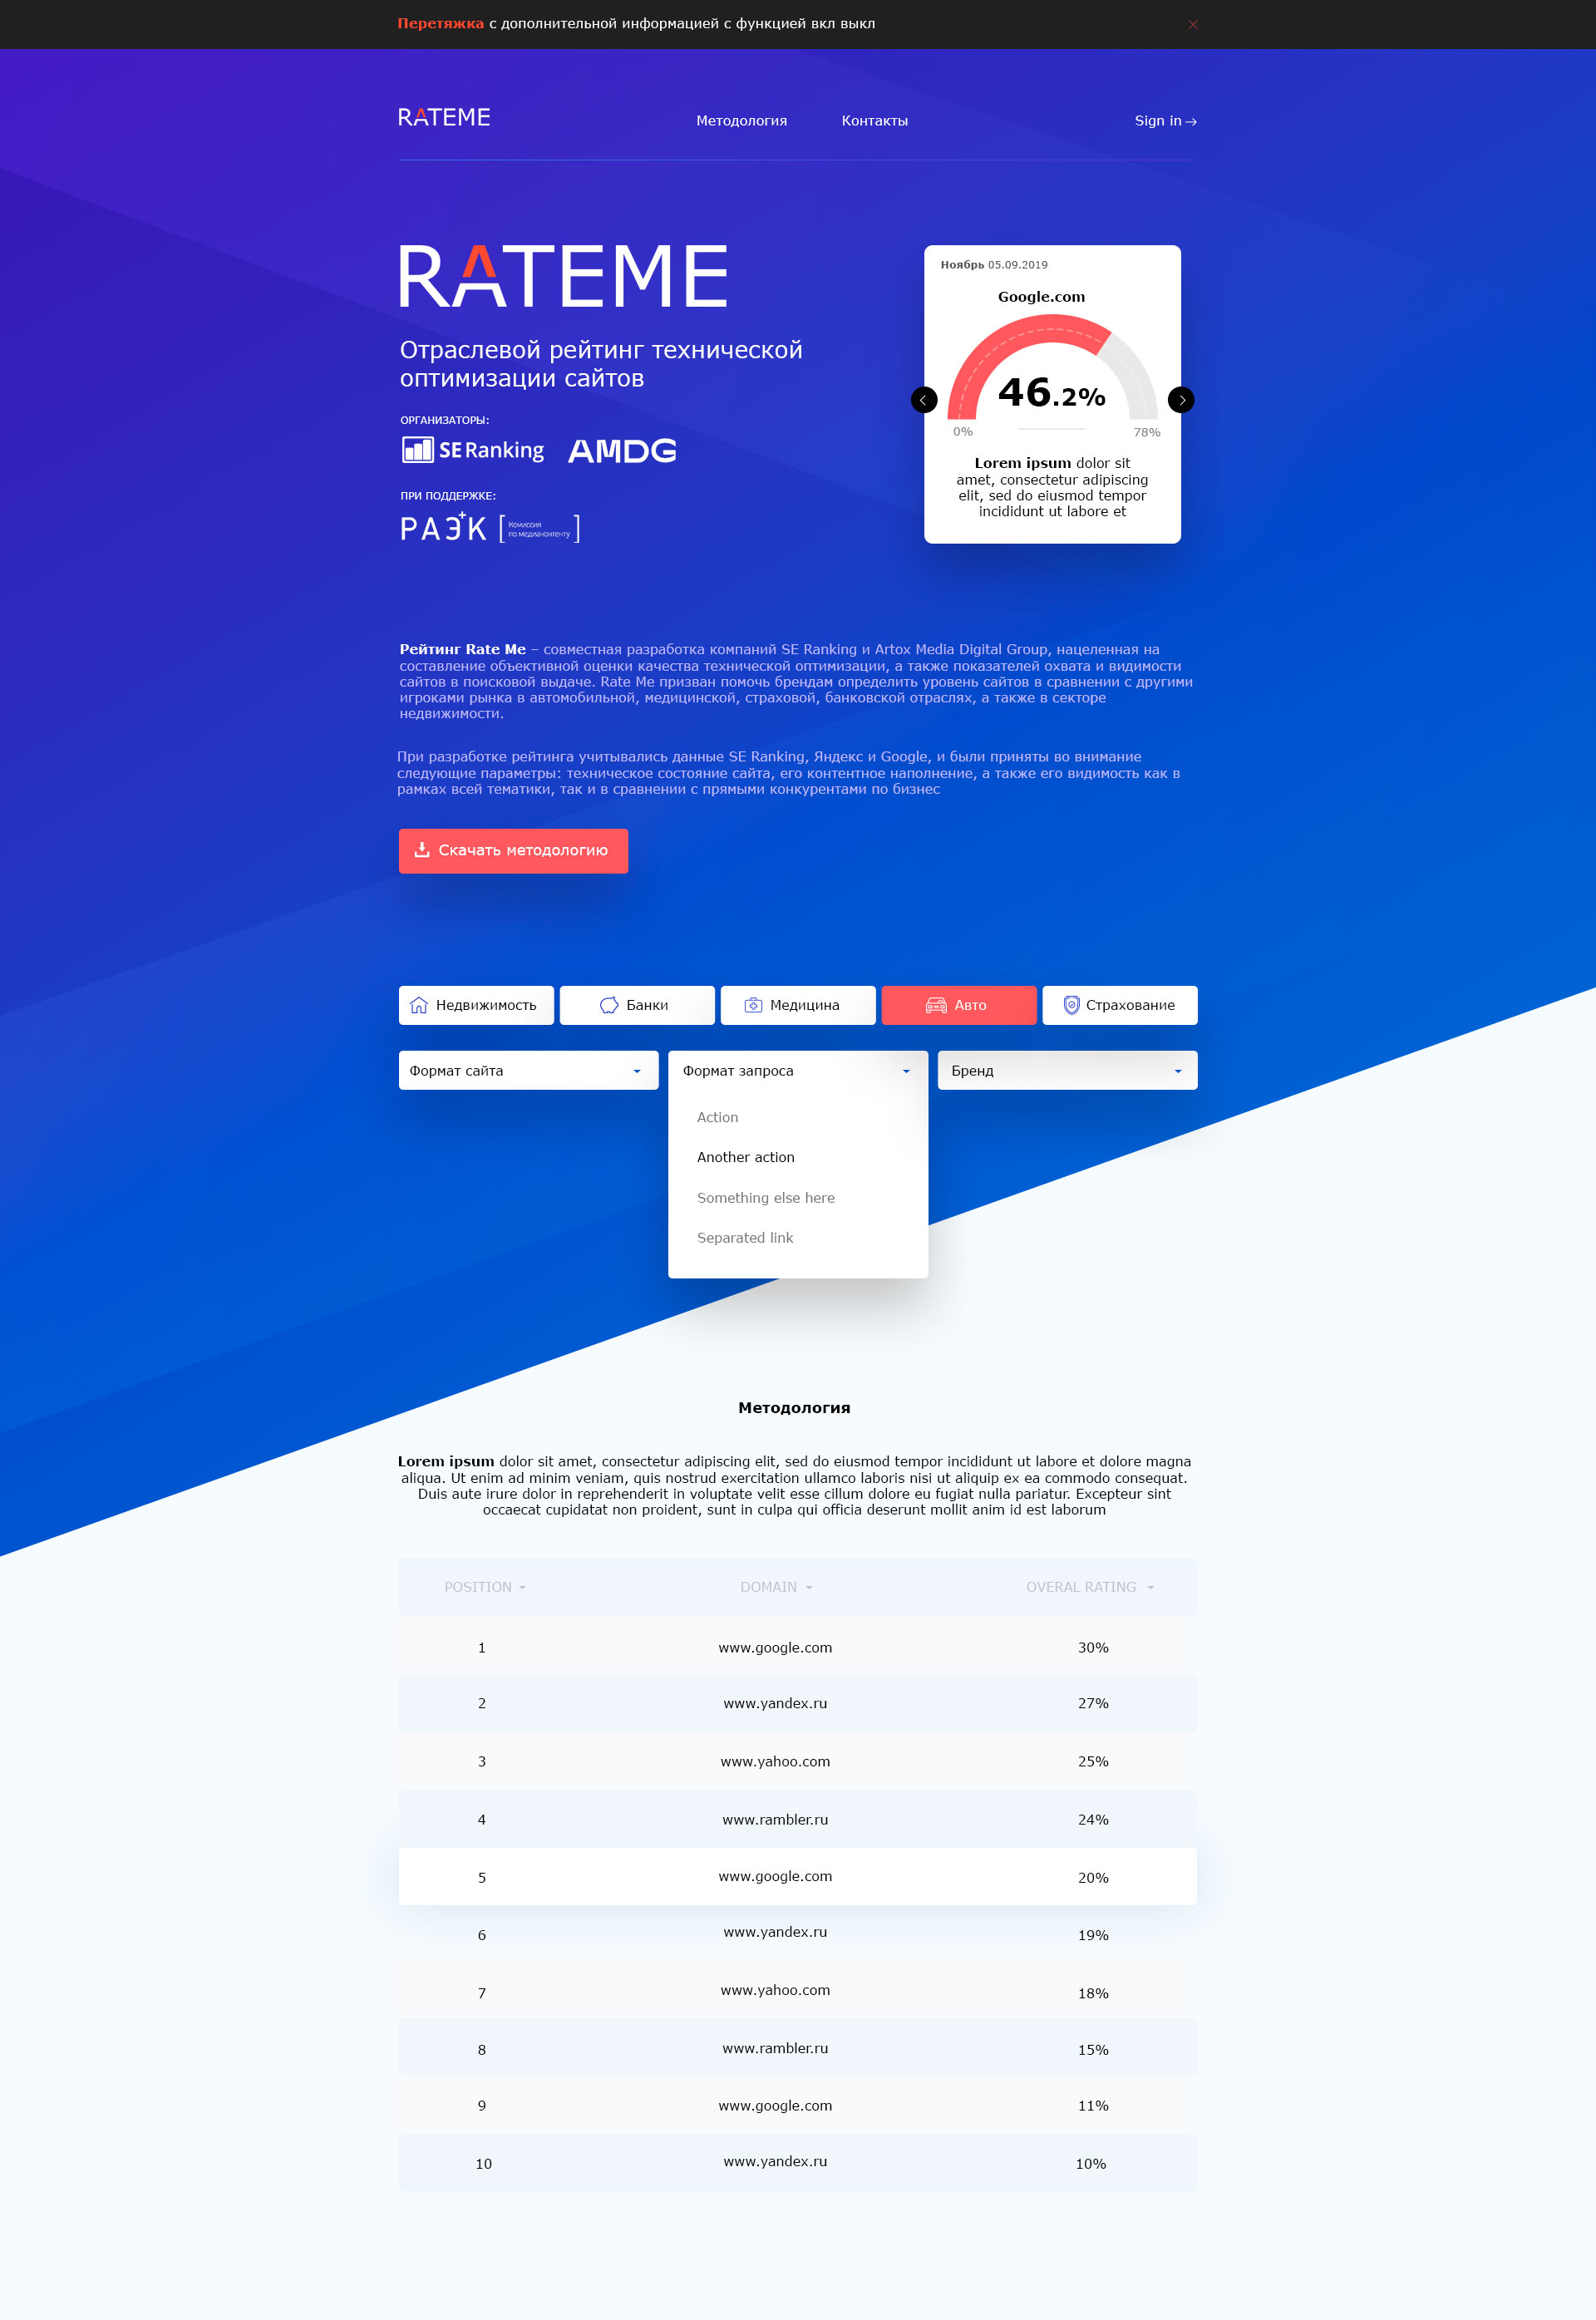 Перетяжка с дополнительной информацией с функцией вкл выкл
RATEME
Методология
Контакты
Sign in
RATEME
Отраслевой рейтинг технической
оптимизации сайтов
ОРГАНИЗАТОРЫ:
SE Ranking
AMDG
ПРИ ПОДДЕРЖКЕ:
РАЭК+
Комиссия
по медиаконтенту
Ноябрь 05.09.2019
Google.com
46.2%
0%
78%
Lorem ipsum dolor sit
amet, consectetur adipiscing
elit, sed do eiusmod tempor
incididunt ut labore et
Рейтинг Rate Me – совместная разработка компаний SE Ranking и Artox Media Digital Group, нацеленная на
составление объективной оценки качества технической оптимизации, а также показателей охвата и видимости
сайтов в поисковой выдаче. Rate Me призван помочь брендам определить уровень сайтов в сравнении с другими
игроками рынка в автомобильной, медицинской, страховой, банковской отраслях, а также в секторе
недвижимости.
При разработке рейтинга учитывались данные SE Ranking, Яндекс и Google, и были приняты во внимание
следующие параметры: техническое состояние сайта, его контентное наполнение, а также его видимость как в
рамках всей тематики, так и в сравнении с прямыми конкурентами по бизнес
Скачать методологию
Недвижимость
Банки
Медицина
Авто
Страхование
Формат сайта
Формат запроса
Бренд
Action
Another action
Something else here
Separated link
Методология
Lorem ipsum dolor sit amet, consectetur adipiscing elit, sed do eiusmod tempor incididunt ut labore et dolore magna
aliqua. Ut enim ad minim veniam, quis nostrud exercitation ullamco laboris nisi ut aliquip ex ea commodo consequat.
Duis aute irure dolor in reprehenderit in voluptate velit esse cillum dolore eu fugiat nulla pariatur. Excepteur sint
occaecat cupidatat non proident, sunt in culpa qui officia deserunt mollit anim id est laborum
POSITION DOMAIN OVERAL RATING
1 www.google.com 30%
2 www.yandex.ru 27%
3 www.yahoo.com 25%
4 www.rambler.ru 24%
5 www.google.com 20%
6 www.yandex.ru 19%
7 www.yahoo.com 18%
8 www.rambler.ru 15%
9 www.google.com 11%
10 www.yandex.ru 10%